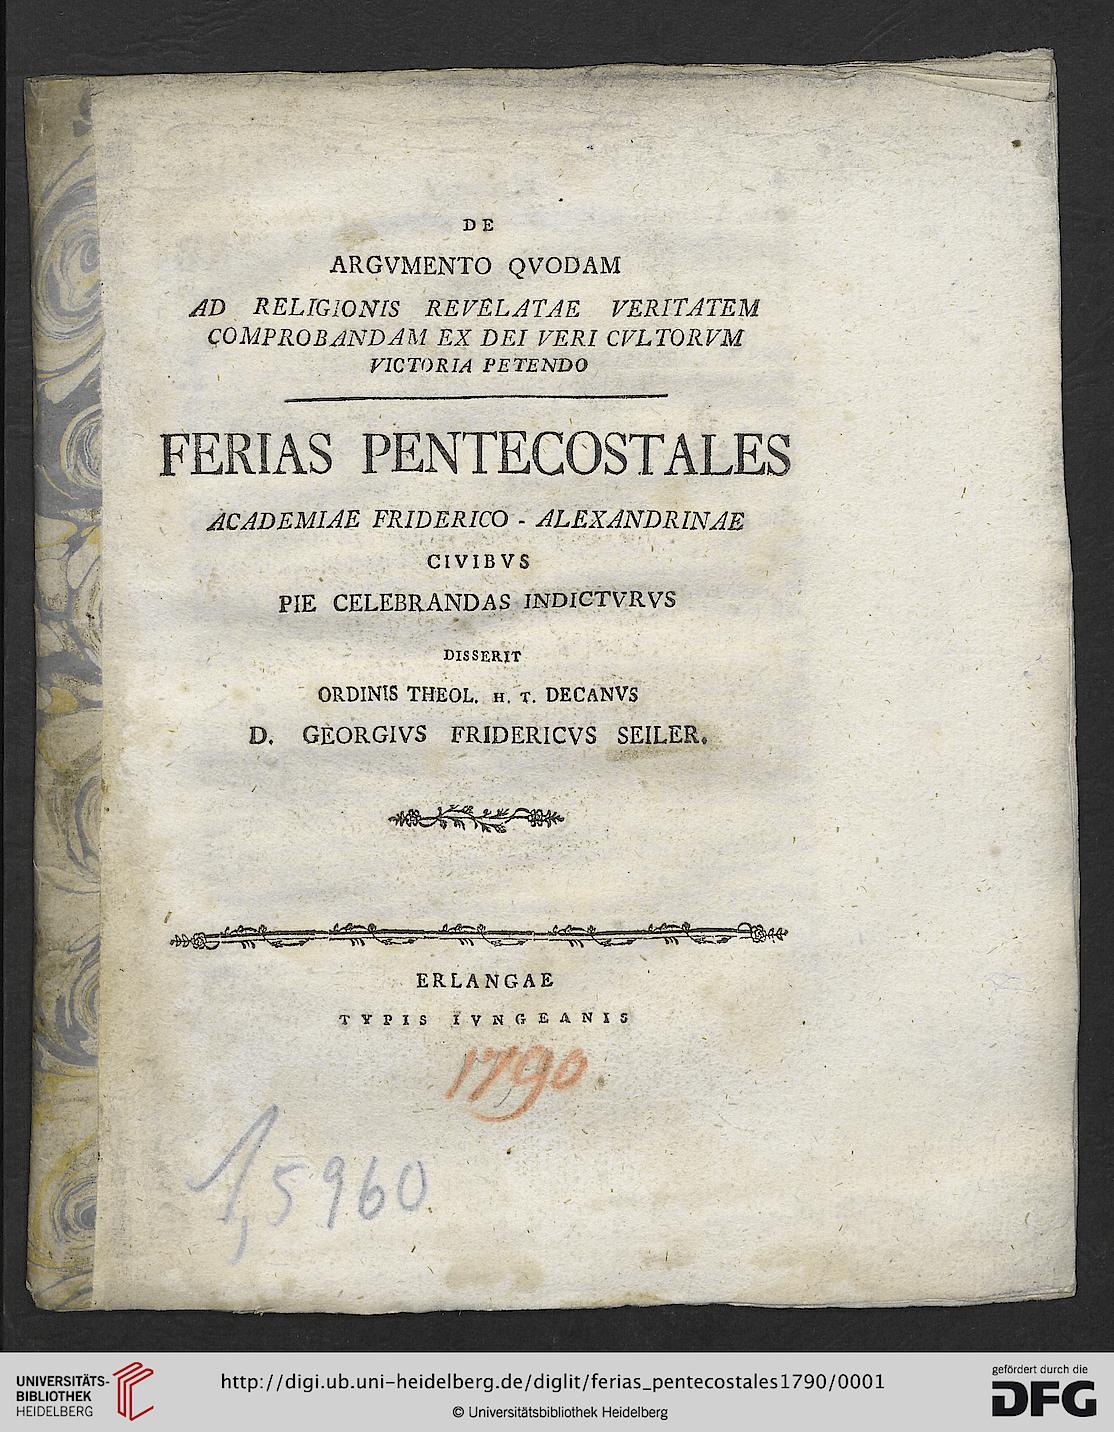 DE
ARGVMENTO QVODAM
AD RELIGIONIS REVELATAE VERITATEM
COMPROBANDAM EX DEI VERI CVLTORVM
VICTORIA PETENDO
FERIAS PENTECOSTALES
ACADEMIAE FRIDERICO - ALEXANDRINAE
CIVIBVS
PIE CELEBRANDAS INDICTVRVS
DISSERIT
ORDINIS THEOL. H. T. DECANVS
D. GEORGIVS FRIDERICVS SEILER.
ERLANGAE
TYPIS IVNGEANIS
1790
1,5960
UNIVERSITÄTS-
BIBLIOTHEK
HEIDELBERG
http://digi.ub.uni-heidelberg.de/diglit/ferias_pentecostales1790/0001
© Universitätsbibliothek Heidelberg
gefördert durch die
DFG